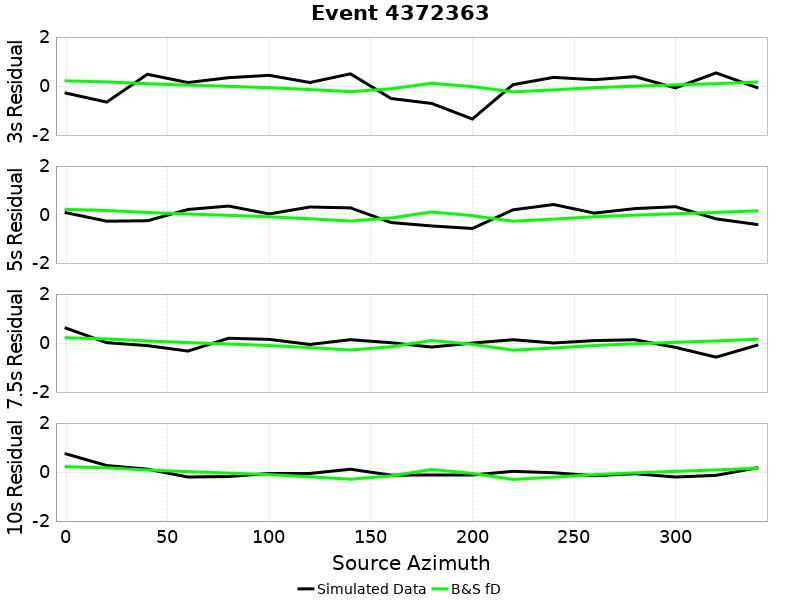 Event 4372363
3s Residual
2
0
-2
5s Residual
2
0
-2
7.5s Residual
2
0
-2
10s Residual
2
0
-2
0 50 100 150 200 250 300
Source Azimuth
Simulated Data B&S fD